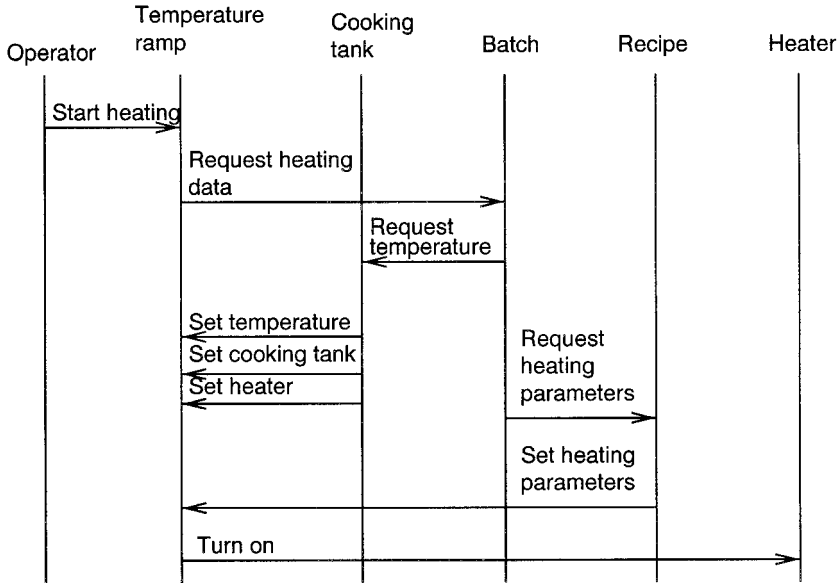 Operator
Temperature
ramp
Cooking
tank
Batch
Recipe
Heater
Start heating
Request heating
data
Request
temperature
Set temperature
Set cooking tank
Set heater
Request
heating
parameters
Set heating
parameters
Turn on